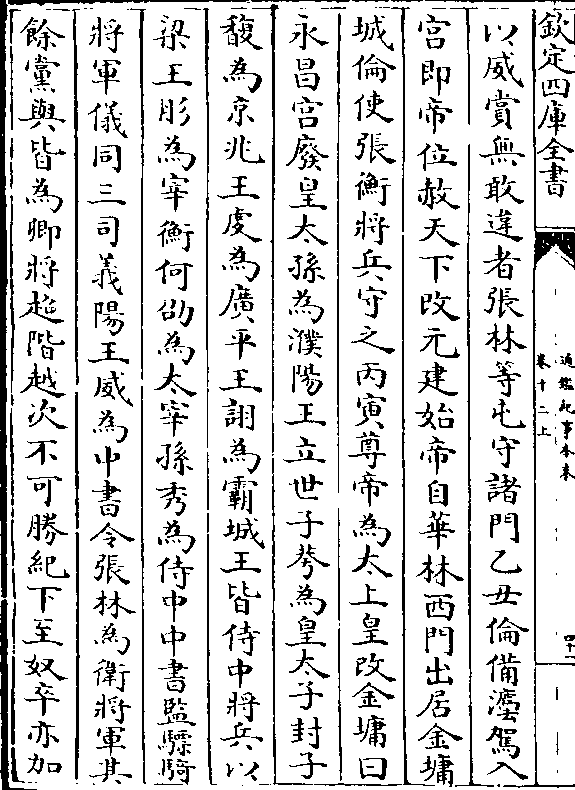 欽定四庫全書
通鑑紀事本末
卷十二上
四十一
以威賞無敢違者張林等屯守諸門乙丑倫備灋駕入
宫即帝位赦天下改元建始帝自華林西門出居金墉
城倫使張衡將兵守之丙寅尊帝為太上皇改金墉曰
永昌宫廢皇太孫為濮陽王立世子荂為皇太子封子
馥為京兆王虔為廣平王詡為霸城王皆侍中將兵以
梁王肜為宰衡何劭為太宰孫秀為侍中中書監驃騎
將軍儀同三司義陽王威為中書令張林為衛將軍其
餘黨與皆為卿將超階越次不可勝紀下至奴卒亦加